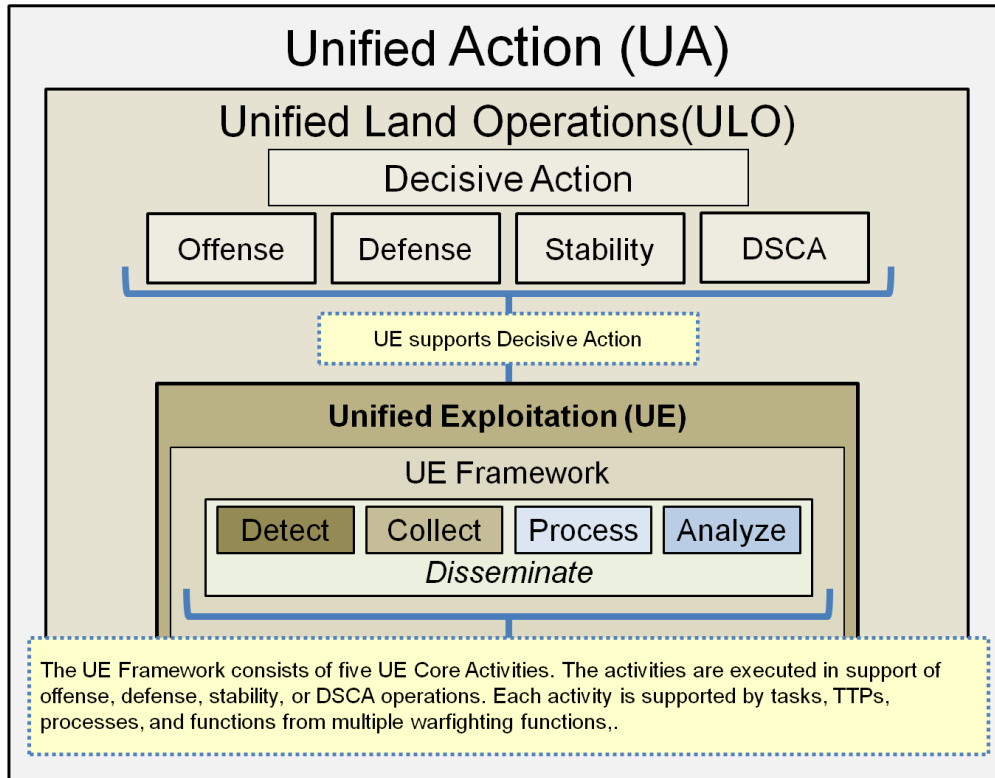 Unified Action (UA)
Unified Land Operations(ULO)
Decisive Action
Offense
Defense
Stability
DSCA
UE supports Decisive Action
Unified Exploitation (UE)
UE Framework
Detect
Collect
Process
Analyze
Disseminate
The UE Framework consists of five UE Core Activities. The activities are executed in support of
offense, defense, stability, or DSCA operations. Each activity is supported by tasks, TTPs,
processes, and functions from multiple warfighting functions,.